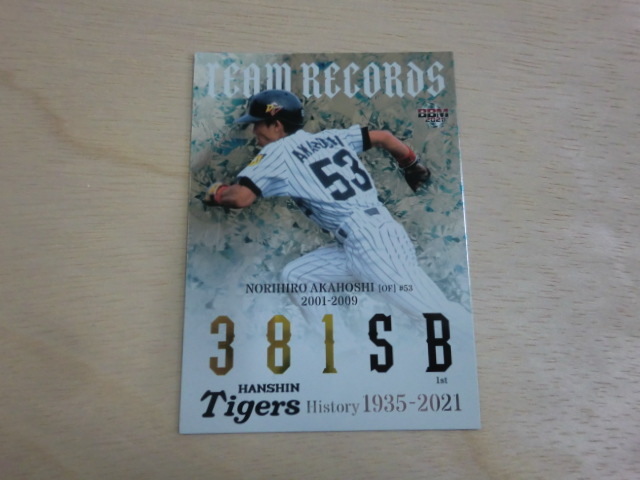 TEAM RECORDS
BBM
2021
AKAHOSHI
53
NORIHIRO AKAHOSHI [OF] #53
2001-2009
381SB
1st
HANSHIN
Tigers History 1935-2021